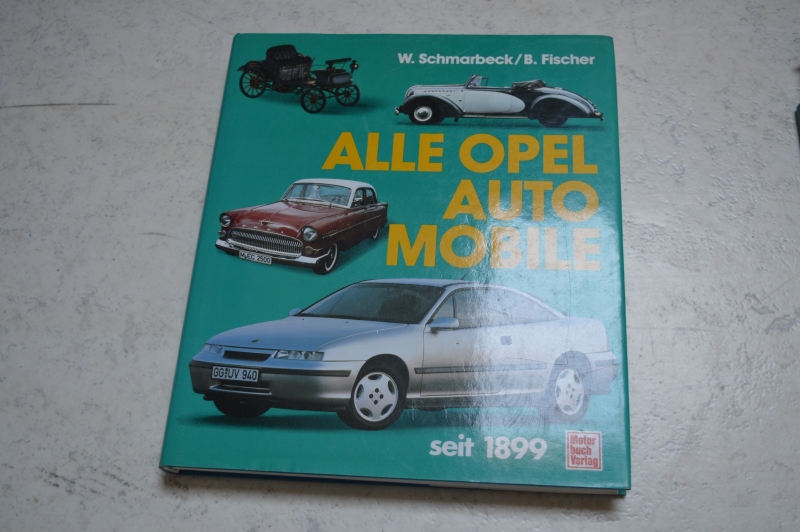 W. Schmarbeck/B. Fischer
ALLE OPEL
AUTO
MOBILE
GG UV 940
seit 1899
Motor
buch
Verlag